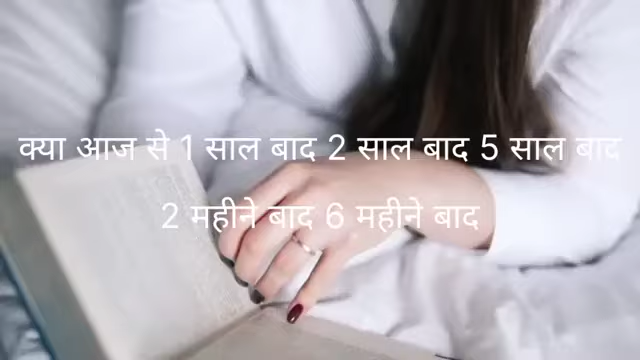 क्या आज से 1 साल बाद 2 साल बाद 5 साल बाद
2 महीने बाद 6 महीने बाद